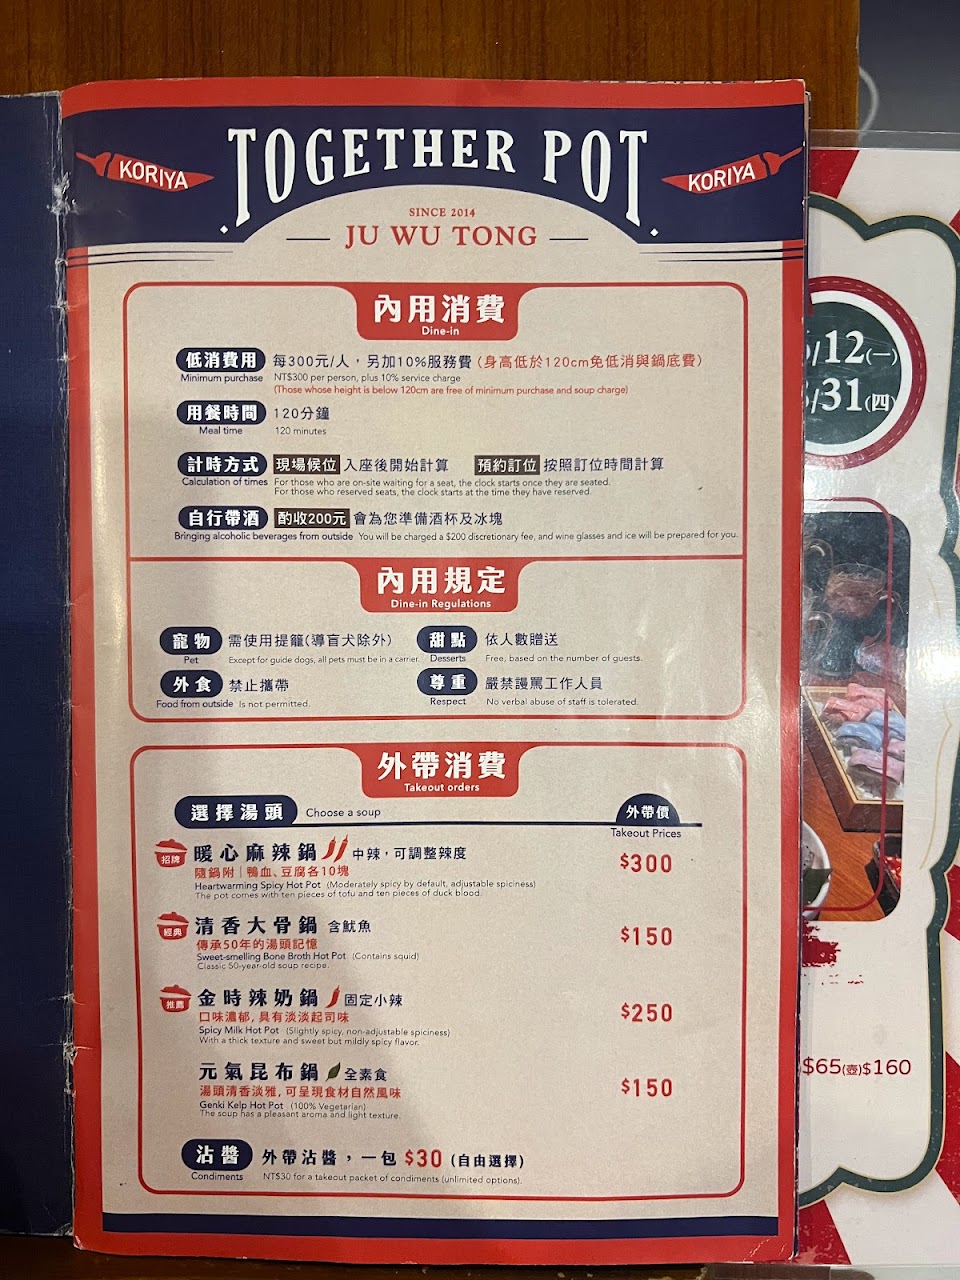 KORIYA
TOGETHER POT
KORIYA
SINCE 2014
JU WU TONG
內用消費
Dine-in
低消費用 每300元/人，另加10%服務費(身高低於120cm免低消與鍋底費)
Minimum purchase NT$300 per person, plus 10% service charge
(Those whose height is below 120cm are free of minimum purchase and soup charge)
用餐時間 120分鐘
Meal time 120 minutes
計時方式 現場候位 入座後開始計算 預約訂位 按照訂位時間計算
Calculation of times For those who are on-site waiting for a seat, the clock starts once they are seated.
For those who reserved seats, the clock starts at the time they have reserved.
自行帶酒 酌收200元 會為您準備酒杯及冰塊
Bringing alcoholic beverages from outside You will be charged a $200 discretionary fee, and wine glasses and ice will be prepared for you.
內用規定
Dine-in Regulations
寵物 需使用提籠(導盲犬除外) 甜點 依人數贈送
Pet Except for guide dogs, all pets must be in a carrier. Desserts Free, based on the number of guests.
外食 禁止攜帶 尊重 嚴禁謾罵工作人員
Food from outside Is not permitted. Respect No verbal abuse of staff is tolerated.
外帶消費
Takeout orders
選擇湯頭 Choose a soup 外帶價
Takeout Prices
招牌 暖心麻辣鍋 中辣，可調整辣度 $300
隨鍋附｜鴨血、豆腐各10塊
Heartwarming Spicy Hot Pot (Moderately spicy by default, adjustable spiciness)
The pot comes with ten pieces of tofu and ten pieces of duck blood.
經典 清香大骨鍋 含魷魚 $150
傳承50年的湯頭記憶
Sweet-smelling Bone Broth Hot Pot (Contains squid)
Classic 50-year-old soup recipe.
推薦 金時辣奶鍋 固定小辣 $250
口味濃郁,具有淡淡起司味
Spicy Milk Hot Pot (Slightly spicy, non-adjustable spiciness)
With a thick texture and sweet but mildly spicy flavor.
元氣昆布鍋 全素食 $150
湯頭清香淡雅,可呈現食材自然風味
Genki Kelp Hot Pot (100% Vegetarian)
The soup has a pleasant aroma and light texture.
沾醬 外帶沾醬，一包 $30 (自由選擇)
Condiments NT$30 for a takeout packet of condiments (unlimited options).
/12(一)
/31(四)
$65(壺)$160